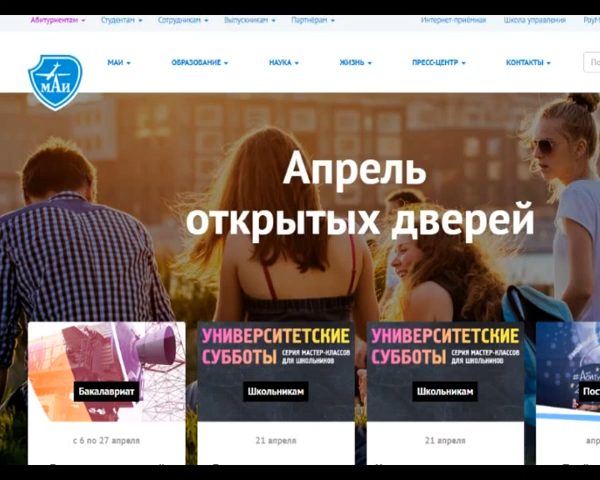 Абитуриентам Студентам Сотрудникам Выпускникам Партнёрам Интернет-приёмная Школа управления
МАИ
МАИ ОБРАЗОВАНИЕ НАУКА ЖИЗНЬ ПРЕСС-ЦЕНТР КОНТАКТЫ
Апрель
открытых дверей
УНИВЕРСИТЕТСКИЕ
СУББОТЫ СЕРИЯ МАСТЕР-КЛАССОВ
ДЛЯ ШКОЛЬНИКОВ
УНИВЕРСИТЕТСКИЕ
СУББОТЫ СЕРИЯ МАСТЕР-КЛАССОВ
ДЛЯ ШКОЛЬНИКОВ
Бакалавриат Школьникам Школьникам
с 6 по 27 апреля 21 апреля 21 апреля